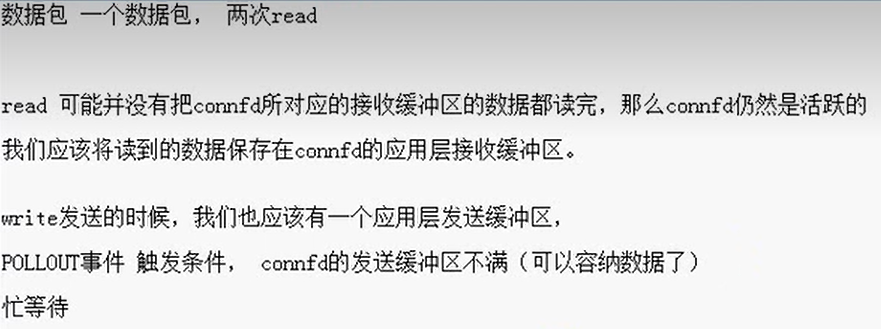 数据包 一个数据包， 两次read
read 可能并没有把connfd所对应的接收缓冲区的数据都读完，那么connfd仍然是活跃的
我们应该将读到的数据保存在connfd的应用层接收缓冲区。
write发送的时候，我们也应该有一个应用层发送缓冲区，
POLLOUT事件 触发条件， connfd的发送缓冲区不满（可以容纳数据了）
忙等待